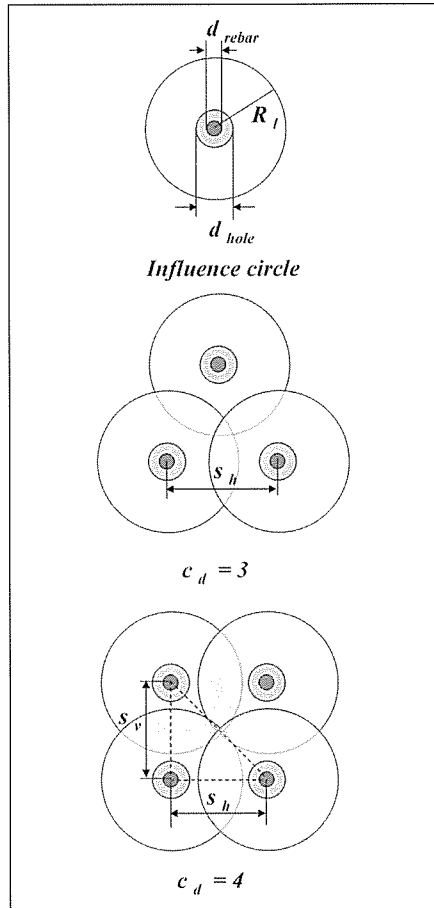 d rebar
R l
d hole
Influence circle
s h
c d = 3
s v
s h
c d = 4